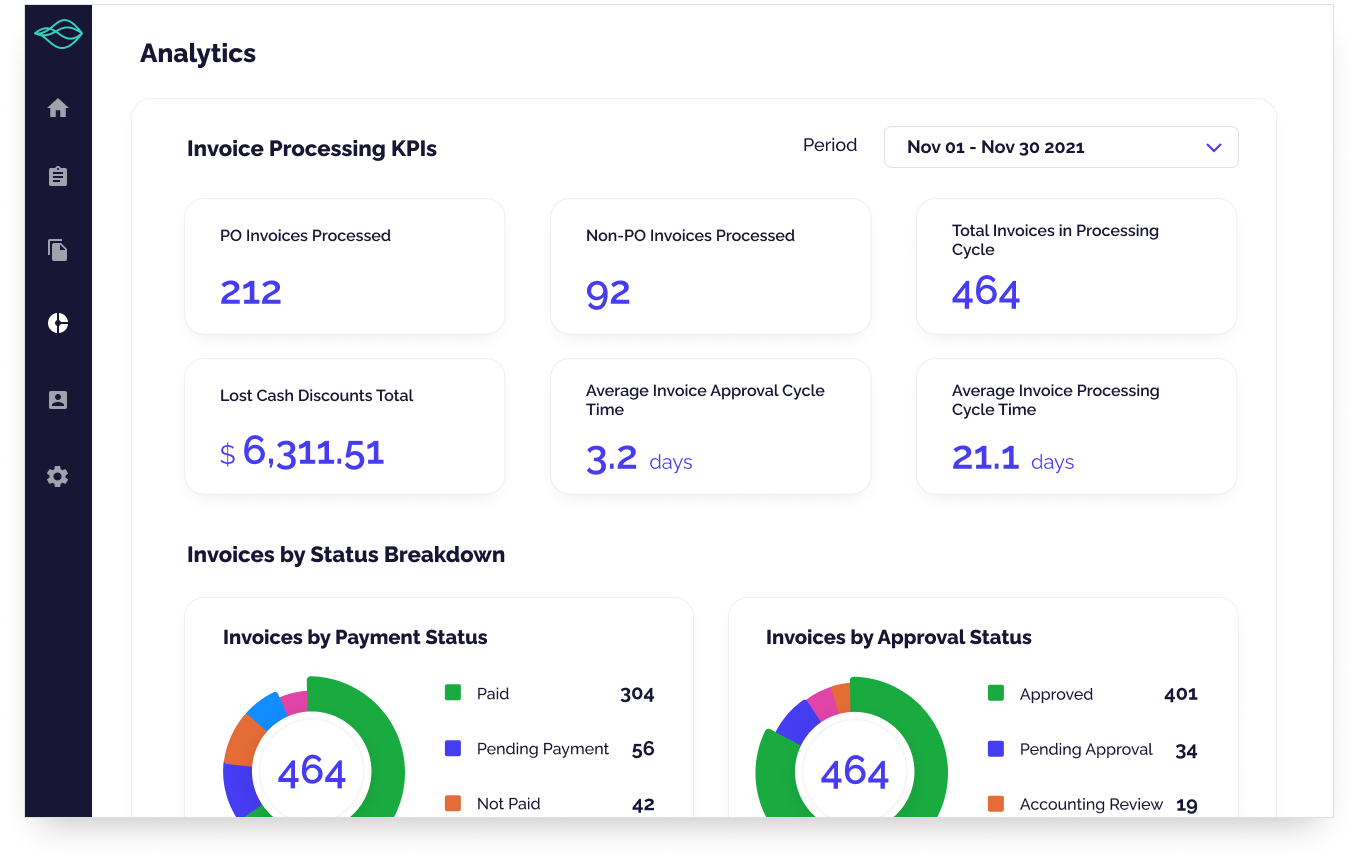 Analytics
Invoice Processing KPIs
Period
Nov 01 - Nov 30 2021
PO Invoices Processed
212
Non-PO Invoices Processed
92
Total Invoices in Processing
Cycle
464
Lost Cash Discounts Total
$ 6,311.51
Average Invoice Approval Cycle
Time
3.2 days
Average Invoice Processing
Cycle Time
21.1 days
Invoices by Status Breakdown
Invoices by Payment Status
464
Paid 304
Pending Payment 56
Not Paid 42
Invoices by Approval Status
464
Approved 401
Pending Approval 34
Accounting Review 19